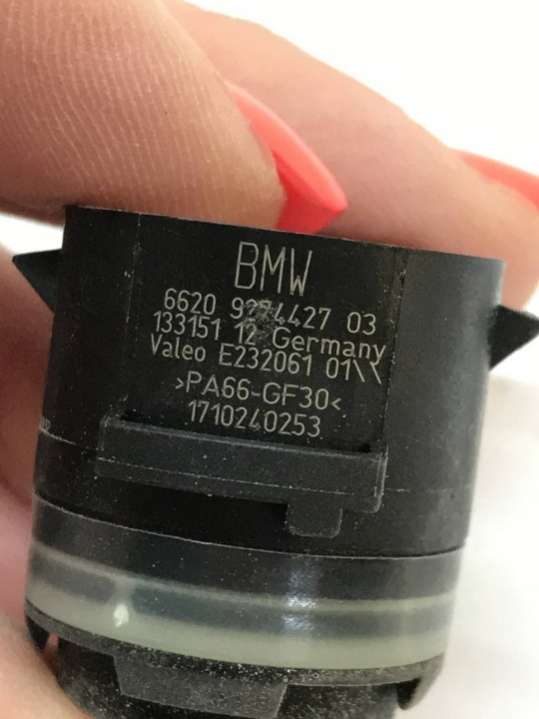 BMW
6620 9274427 03
133151 12 Germany
Valeo E232061 01\\
>PA66-GF30<
1710240253